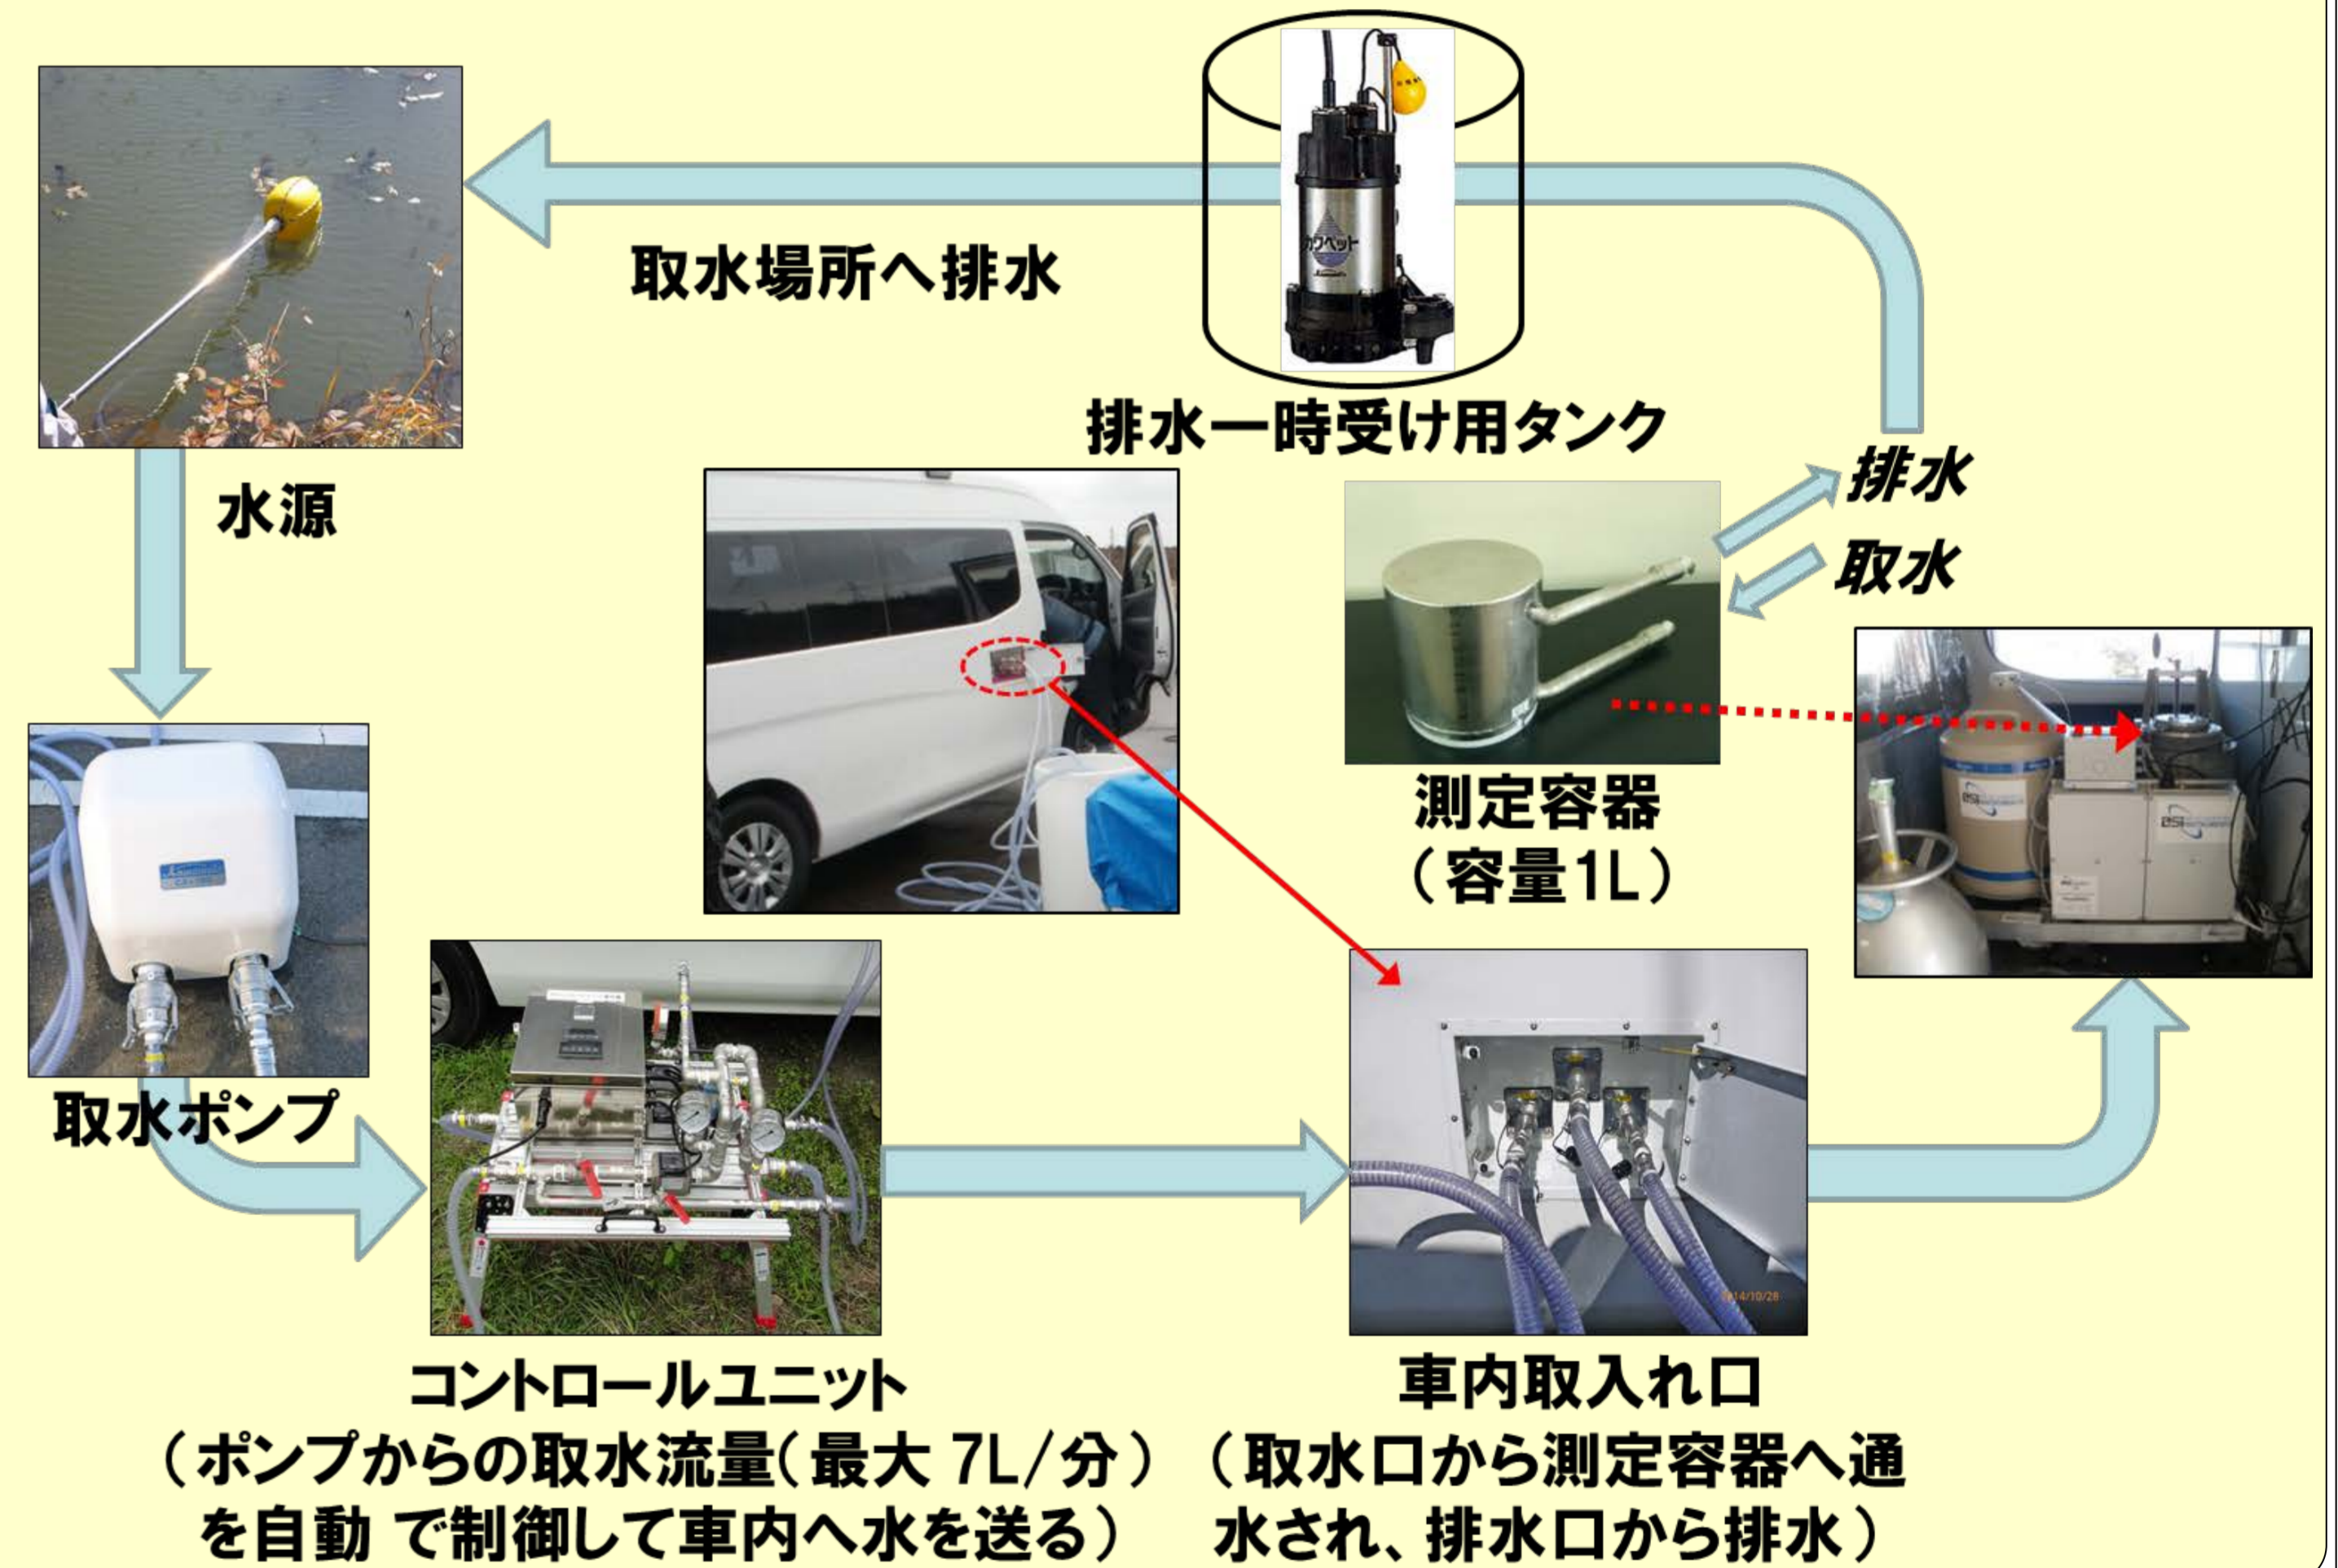 取水場所へ排水
カワペット
排水一時受け用タンク
水源
排水
取水
測定容器
（容量1L）
取水ポンプ
コントロールユニット
（ポンプからの取水流量（最大 7L/分）
を自動 で制御して車内へ水を送る）
車内取入れ口
（取水口から測定容器へ通
水され、排水口から排水）